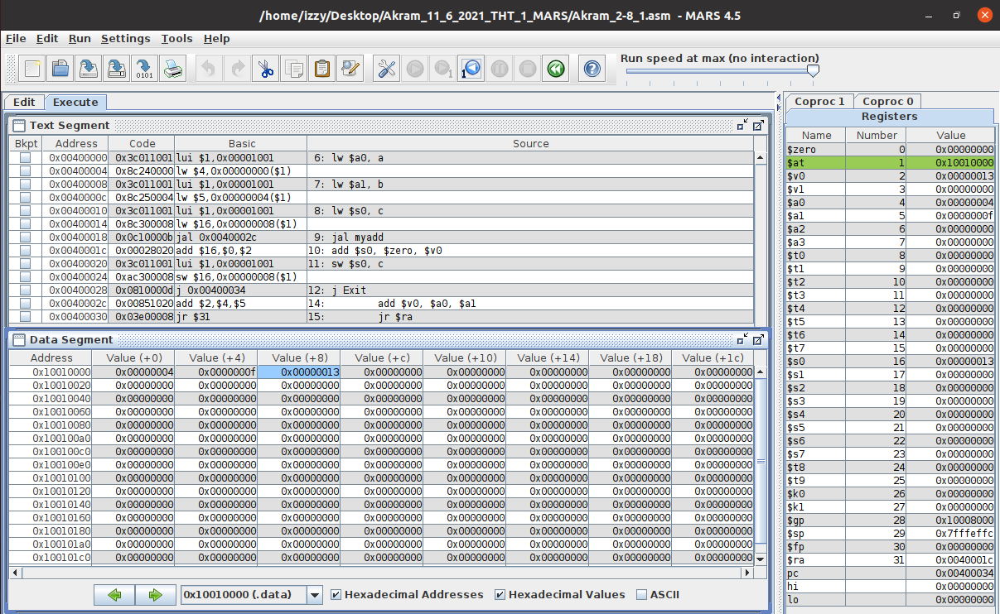 /home/izzy/Desktop/Akram_11_6_2021_THT_1_MARS/Akram_2-8_1.asm - MARS 4.5
File Edit Run Settings Tools Help
Run speed at max (no interaction)
Edit Execute
Text Segment
Bkpt Address Code Basic Source
0x00400000 0x3c011001 lui $1,0x00001001 6: lw $a0, a
0x00400004 0x8c240000 lw $4,0x00000000($1)
0x00400008 0x3c011001 lui $1,0x00001001 7: lw $a1, b
0x0040000c 0x8c250004 lw $5,0x00000004($1)
0x00400010 0x3c011001 lui $1,0x00001001 8: lw $s0, c
0x00400014 0x8c300008 lw $16,0x00000008($1)
0x00400018 0x0c10000b jal 0x0040002c 9: jal myadd
0x0040001c 0x00028020 add $16,$0,$2 10: add $s0, $zero, $v0
0x00400020 0x3c011001 lui $1,0x00001001 11: sw $s0, c
0x00400024 0xac300008 sw $16,0x00000008($1)
0x00400028 0x0810000d j 0x00400034 12: j Exit
0x0040002c 0x00851020 add $2,$4,$5 14: add $v0, $a0, $a1
0x00400030 0x03e00008 jr $31 15: jr $ra
Data Segment
Address Value (+0) Value (+4) Value (+8) Value (+c) Value (+10) Value (+14) Value (+18) Value (+1c)
0x10010000 0x00000004 0x0000000f 0x00000013 0x00000000 0x00000000 0x00000000 0x00000000 0x00000000
0x10010020 0x00000000 0x00000000 0x00000000 0x00000000 0x00000000 0x00000000 0x00000000 0x00000000
0x10010040 0x00000000 0x00000000 0x00000000 0x00000000 0x00000000 0x00000000 0x00000000 0x00000000
0x10010060 0x00000000 0x00000000 0x00000000 0x00000000 0x00000000 0x00000000 0x00000000 0x00000000
0x10010080 0x00000000 0x00000000 0x00000000 0x00000000 0x00000000 0x00000000 0x00000000 0x00000000
0x100100a0 0x00000000 0x00000000 0x00000000 0x00000000 0x00000000 0x00000000 0x00000000 0x00000000
0x100100c0 0x00000000 0x00000000 0x00000000 0x00000000 0x00000000 0x00000000 0x00000000 0x00000000
0x100100e0 0x00000000 0x00000000 0x00000000 0x00000000 0x00000000 0x00000000 0x00000000 0x00000000
0x10010100 0x00000000 0x00000000 0x00000000 0x00000000 0x00000000 0x00000000 0x00000000 0x00000000
0x10010120 0x00000000 0x00000000 0x00000000 0x00000000 0x00000000 0x00000000 0x00000000 0x00000000
0x10010140 0x00000000 0x00000000 0x00000000 0x00000000 0x00000000 0x00000000 0x00000000 0x00000000
0x10010160 0x00000000 0x00000000 0x00000000 0x00000000 0x00000000 0x00000000 0x00000000 0x00000000
0x10010180 0x00000000 0x00000000 0x00000000 0x00000000 0x00000000 0x00000000 0x00000000 0x00000000
0x100101a0 0x00000000 0x00000000 0x00000000 0x00000000 0x00000000 0x00000000 0x00000000 0x00000000
0x100101c0 0x00000000 0x00000000 0x00000000 0x00000000 0x00000000 0x00000000 0x00000000 0x00000000
0x10010000 (.data) Hexadecimal Addresses Hexadecimal Values ASCII
Coproc 1 Coproc 0
Registers
Name Number Value
$zero 0 0x00000000
$at 1 0x10010000
$v0 2 0x00000013
$v1 3 0x00000000
$a0 4 0x00000004
$a1 5 0x0000000f
$a2 6 0x00000000
$a3 7 0x00000000
$t0 8 0x00000000
$t1 9 0x00000000
$t2 10 0x00000000
$t3 11 0x00000000
$t4 12 0x00000000
$t5 13 0x00000000
$t6 14 0x00000000
$t7 15 0x00000000
$s0 16 0x00000013
$s1 17 0x00000000
$s2 18 0x00000000
$s3 19 0x00000000
$s4 20 0x00000000
$s5 21 0x00000000
$s6 22 0x00000000
$s7 23 0x00000000
$t8 24 0x00000000
$t9 25 0x00000000
$k0 26 0x00000000
$k1 27 0x00000000
$gp 28 0x10008000
$sp 29 0x7fffeffc
$fp 30 0x00000000
$ra 31 0x0040001c
pc 0x00400034
hi 0x00000000
lo 0x00000000